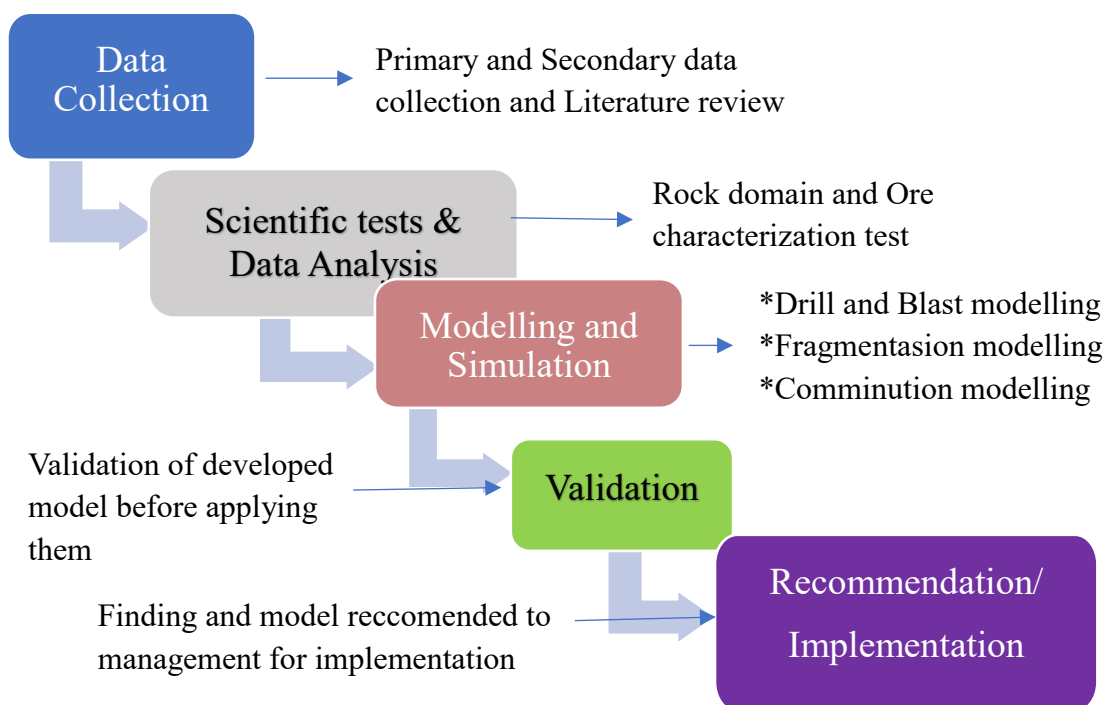 Data
Collection
Primary and Secondary data
collection and Literature review
Scientific tests &
Data Analysis
Rock domain and Ore
characterization test
Modelling and
Simulation
*Drill and Blast modelling
*Fragmentasion modelling
*Comminution modelling
Validation of developed
model before applying
them
Validation
Recommendation/
Implementation
Finding and model reccomended to
management for implementation